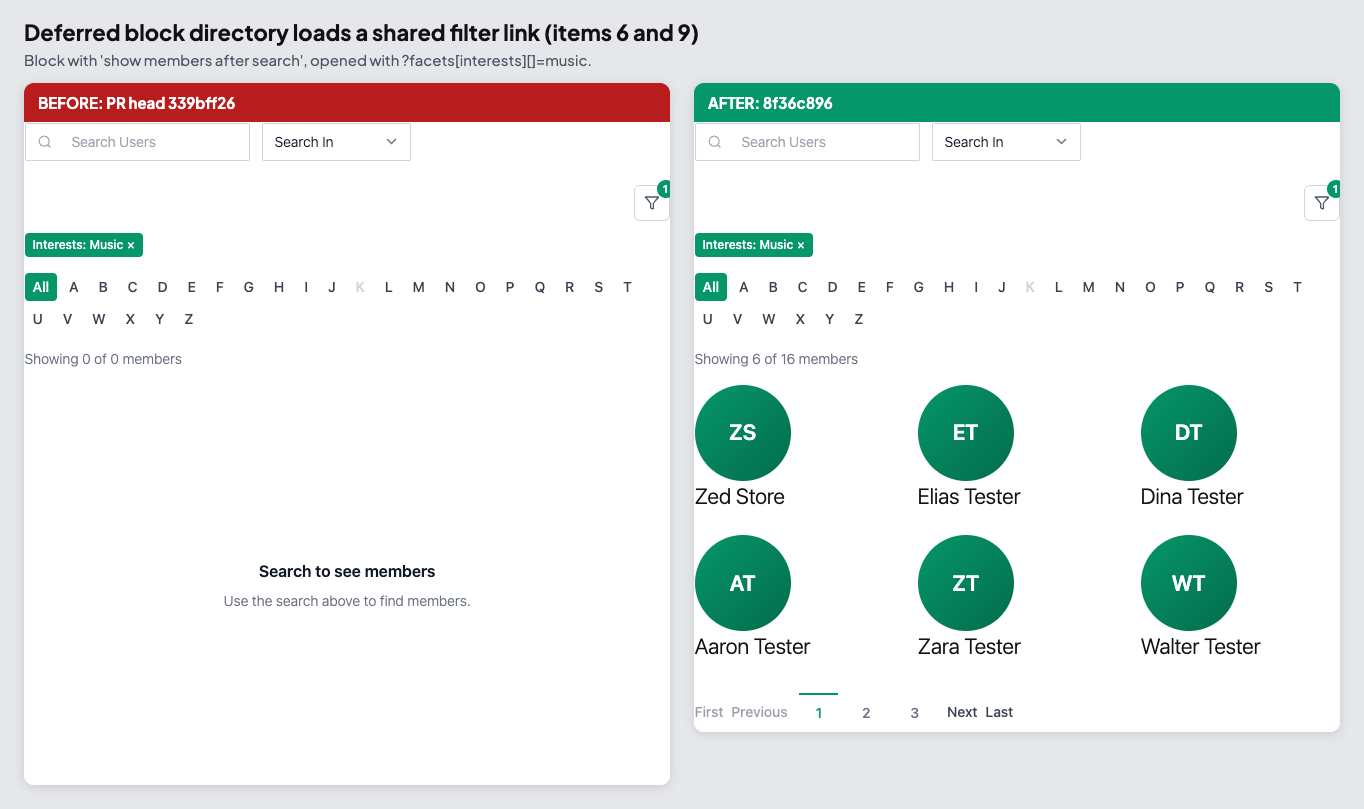 Deferred block directory loads a shared filter link (items 6 and 9)
Block with 'show members after search', opened with ?facets[interests][]=music.
BEFORE: PR head 339bff26
Search Users
Search In
1
Interests: Music ×
All A B C D E F G H I J K L M N O P Q R S T
U V W X Y Z
Showing 0 of 0 members
Search to see members
Use the search above to find members.
AFTER: 8f36c896
Search Users
Search In
1
Interests: Music ×
All A B C D E F G H I J K L M N O P Q R S T
U V W X Y Z
Showing 6 of 16 members
ZS ET DT
Zed Store Elias Tester Dina Tester
AT ZT WT
Aaron Tester Zara Tester Walter Tester
First Previous 1 2 3 Next Last